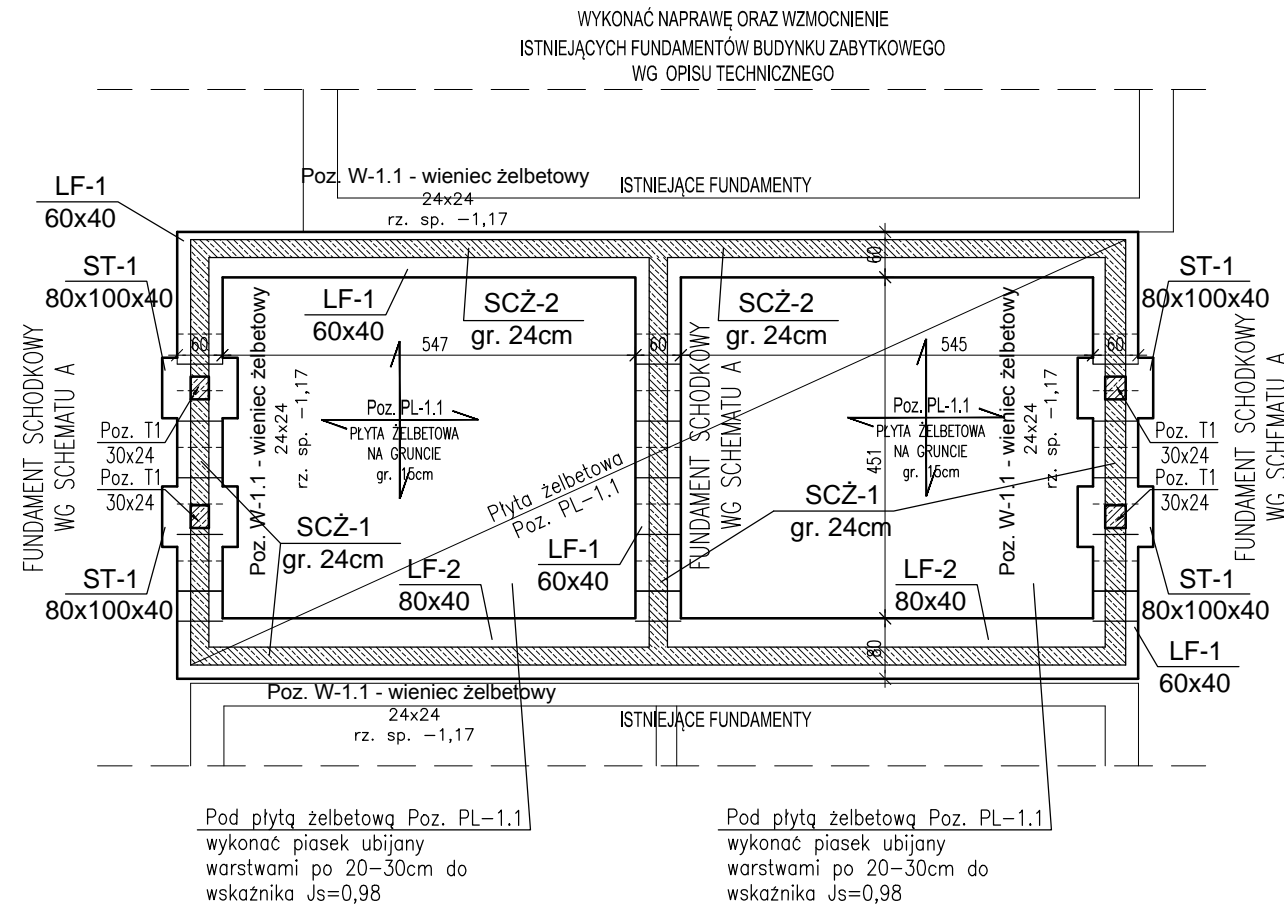 WYKONAĆ NAPRAWĘ ORAZ WZMOCNIENIE
ISTNIEJĄCYCH FUNDAMENTÓW BUDYNKU ZABYTKOWEGO
WG OPISU TECHNICZNEGO
Poz. W-1.1 - wieniec żelbetowy
24x24
rz. sp. -1,17
ISTNIEJĄCE FUNDAMENTY
LF-1
60x40
ST-1
80x100x40
FUNDAMENT SCHODKOWY
WG SCHEMATU A
Poz. T1
30x24
Poz. T1
30x24
ST-1
80x100x40
60
Poz. W-1.1 - wieniec żelbetowy
24x24
rz. sp. -1,17
LF-1
60x40
SCŻ-2
gr. 24cm
547
Poz. PL-1.1
PŁYTA ŻELBETOWA
NA GRUNCIE
gr. 15cm
SCŻ-1
gr. 24cm
LF-2
80x40
Płyta żelbetowa
Poz. PL-1.1
LF-1
60x40
60
FUNDAMENT SCHODKOWY
WG SCHEMATU A
SCŻ-2
gr. 24cm
60
545
451
80
Poz. PL-1.1
PŁYTA ŻELBETOWA
NA GRUNCIE
gr. 15cm
SCŻ-1
gr. 24cm
LF-2
80x40
Poz. W-1.1 - wieniec żelbetowy
24x24
rz. sp. -1,17
60
ST-1
80x100x40
Poz. T1
30x24
Poz. T1
30x24
FUNDAMENT SCHODKOWY
WG SCHEMATU A
ST-1
80x100x40
LF-1
60x40
Poz. W-1.1 - wieniec żelbetowy
24x24
rz. sp. -1,17
ISTNIEJĄCE FUNDAMENTY
Pod płytą żelbetową Poz. PL-1.1
wykonać piasek ubijany
warstwami po 20-30cm do
wskaźnika Js=0,98
Pod płytą żelbetową Poz. PL-1.1
wykonać piasek ubijany
warstwami po 20-30cm do
wskaźnika Js=0,98